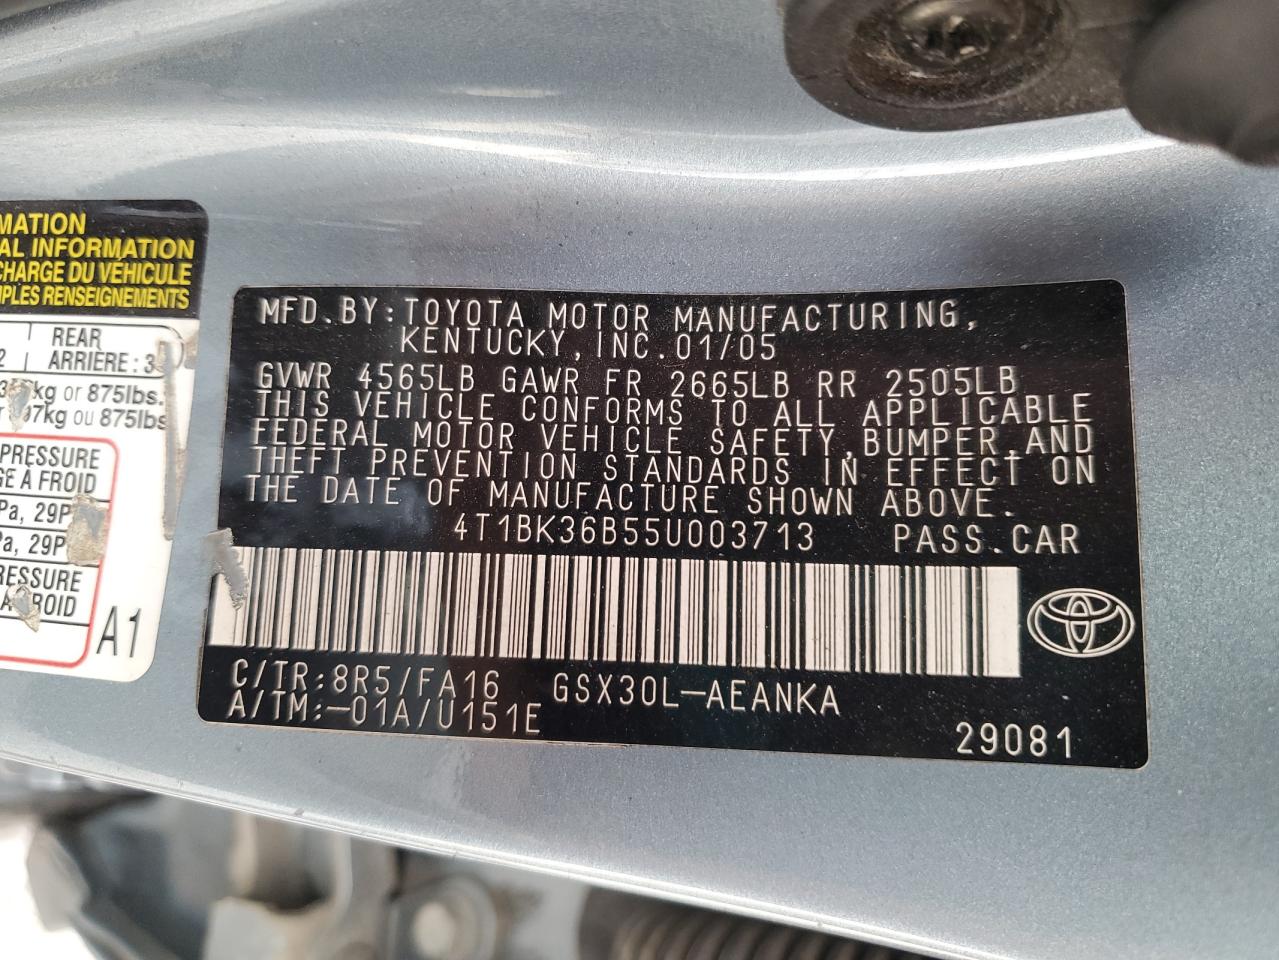 MATION
AL INFORMATION
CHARGE DU VÉHICULE
MPLES RENSEIGNEMENTS
REAR
ARRIÈRE : 3
kg or 875lbs.
kg ou 875lbs
PRESSURE
GE A FROID
Pa, 29P
Pa, 29P
RESSURE
A FROID
A1
MFD. BY: TOYOTA MOTOR MANUFACTURING,
KENTUCKY, INC. 01/05
GVWR 4565LB GAWR FR 2665LB RR 2505LB
THIS VEHICLE CONFORMS TO ALL APPLICABLE
FEDERAL MOTOR VEHICLE SAFETY, BUMPER, AND
THEFT PREVENTION STANDARDS IN EFFECT ON
THE DATE OF MANUFACTURE SHOWN ABOVE.
4T1BK36B55U003713 PASS. CAR
C/TR: 8R5/FA16 GSX30L-AEANKA
A/TM:-01A/U151E
29081